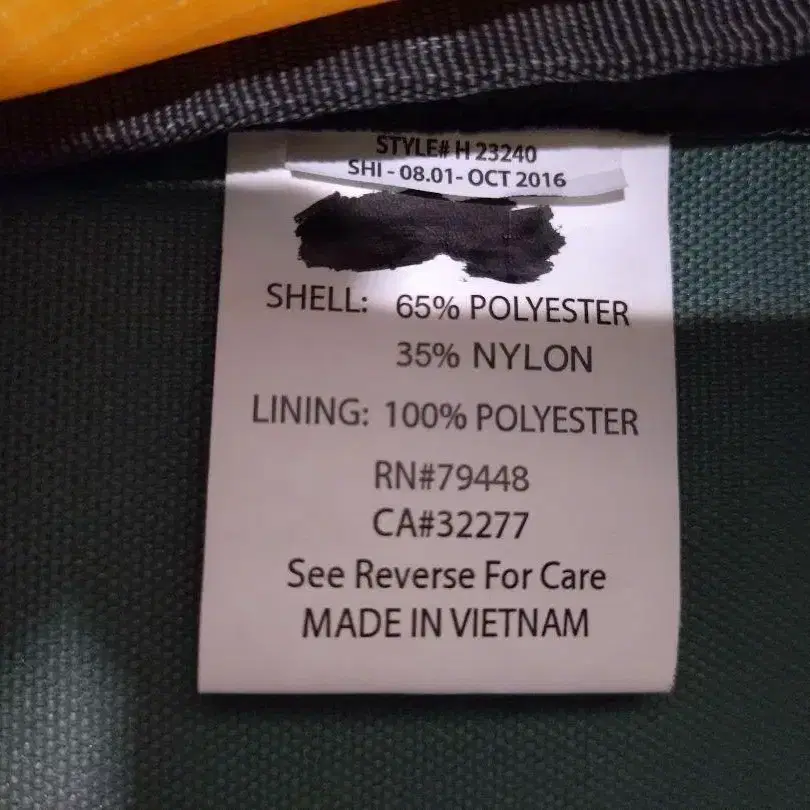 STYLE# H 23240
SHI - 08.01- OCT 2016
SHELL: 65% POLYESTER
35% NYLON
LINING: 100% POLYESTER
RN#79448
CA#32277
See Reverse For Care
MADE IN VIETNAM